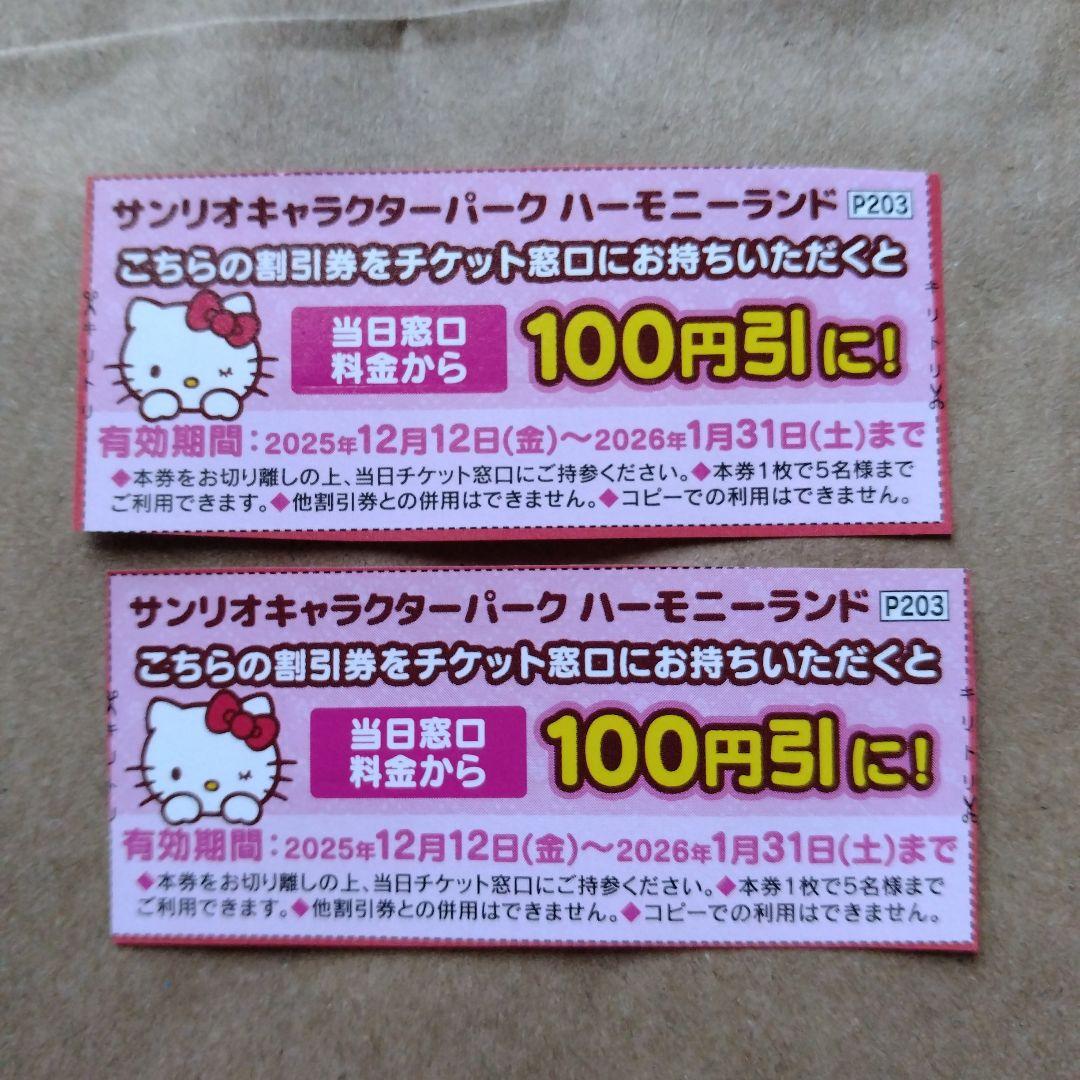 サンリオキャラクターパーク ハーモニーランド P203
こちらの割引券をチケット窓口にお持ちいただくと
当日窓口
料金から
100円引に!
有効期間:2025年12月12日(金)~2026年1月31日(土)まで
◆本券をお切り離しの上、当日チケット窓口にご持参ください。◆本券1枚で5名様まで
ご利用できます。◆他割引券との併用はできません。◆コピーでの利用はできません。
サンリオキャラクターパーク ハーモニーランド P203
こちらの割引券をチケット窓口にお持ちいただくと
当日窓口
料金から
100円引に!
有効期間:2025年12月12日(金)~2026年1月31日(土)まで
◆本券をお切り離しの上、当日チケット窓口にご持参ください。◆本券1枚で5名様まで
ご利用できます。◆他割引券との併用はできません。◆コピーでの利用はできません。